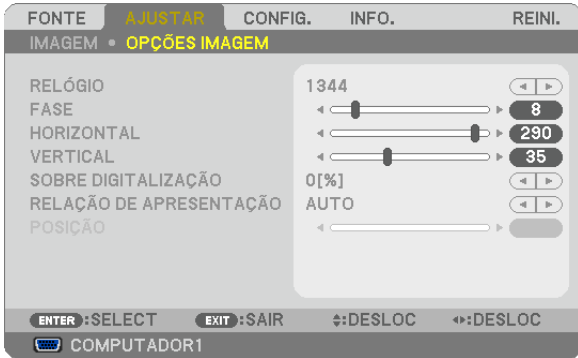 FONTE AJUSTAR CONFIG. INFO. REINI.
IMAGEM • OPÇÕES IMAGEM
RELÓGIO 1344
FASE 8
HORIZONTAL 290
VERTICAL 35
SOBRE DIGITALIZAÇÃO 0[%]
RELAÇÃO DE APRESENTAÇÃO AUTO
POSIÇÃO
ENTER :SELECT EXIT :SAIR :DESLOC :DESLOC
COMPUTADOR1